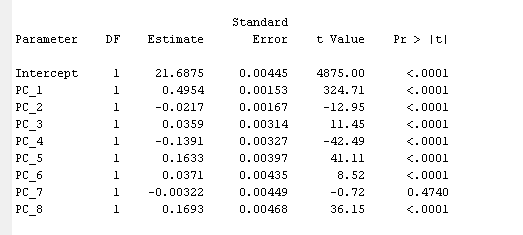 Standard
Parameter DF Estimate Error t Value Pr > |t|
Intercept 1 21.6875 0.00445 4875.00 <.0001
PC_1 1 0.4954 0.00153 324.71 <.0001
PC_2 1 -0.0217 0.00167 -12.95 <.0001
PC_3 1 0.0359 0.00314 11.45 <.0001
PC_4 1 -0.1391 0.00327 -42.49 <.0001
PC_5 1 0.1633 0.00397 41.11 <.0001
PC_6 1 0.0371 0.00435 8.52 <.0001
PC_7 1 -0.00322 0.00449 -0.72 0.4740
PC_8 1 0.1693 0.00468 36.15 <.0001